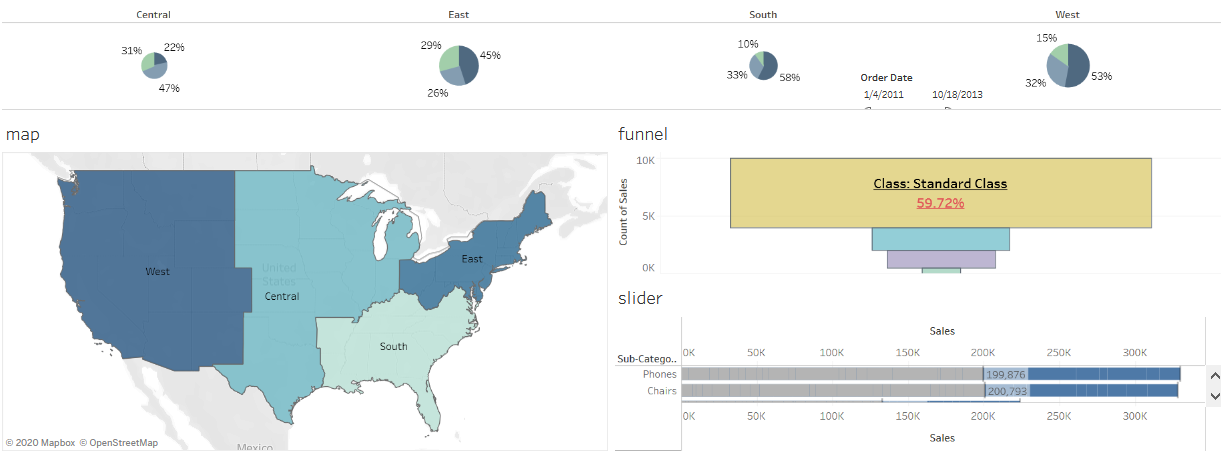 Central East South West
31% 22% 47%
29% 45% 26%
10% 33% 58%
15% 32% 53%
Order Date
1/4/2011 10/18/2013
map
West
United States
Central
East
South
Mexico
© 2020 Mapbox © OpenStreetMap
funnel
Count of Sales
10K
5K
0K
Class: Standard Class
59.72%
slider
Sales
Sub-Catego..
0K 50K 100K 150K 200K 250K 300K
Phones 199,876
Chairs 200,793
0K 50K 100K 150K 200K 250K 300K
Sales